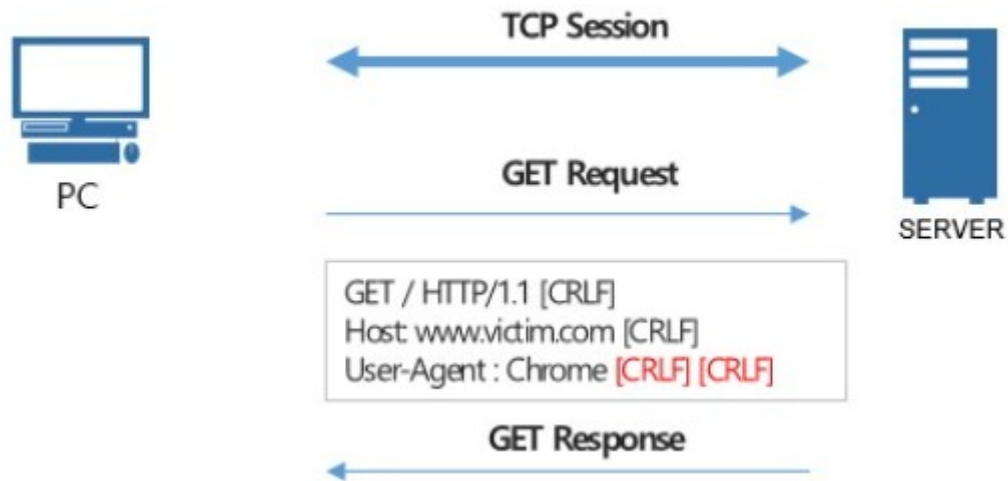 TCP Session
PC
GET Request
SERVER
GET / HTTP/1.1 [CRLF]
Host: www.victim.com [CRLF]
User-Agent : Chrome [CRLF] [CRLF]
GET Response